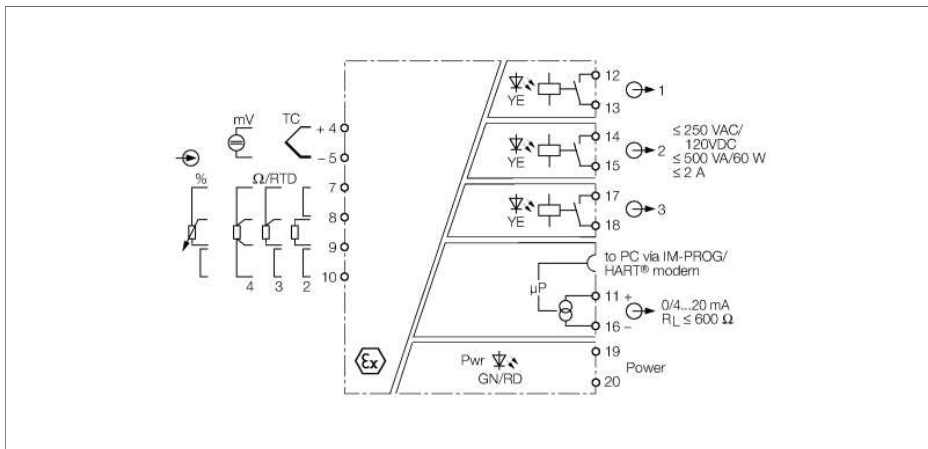 mV
TC
+ 4
– 5
%
Ω/RTD
7
8
9
10
4
3
2
Ex
YE
12
13
1
YE
14
15
2
≤ 250 VAC/
120VDC
≤ 500 VA/60 W
≤ 2 A
YE
17
18
3
to PC via IM-PROG/
HART® modem
µP
11 +
16 –
0/4...20 mA
RL ≤ 600 Ω
Pwr
GN/RD
19
20
Power